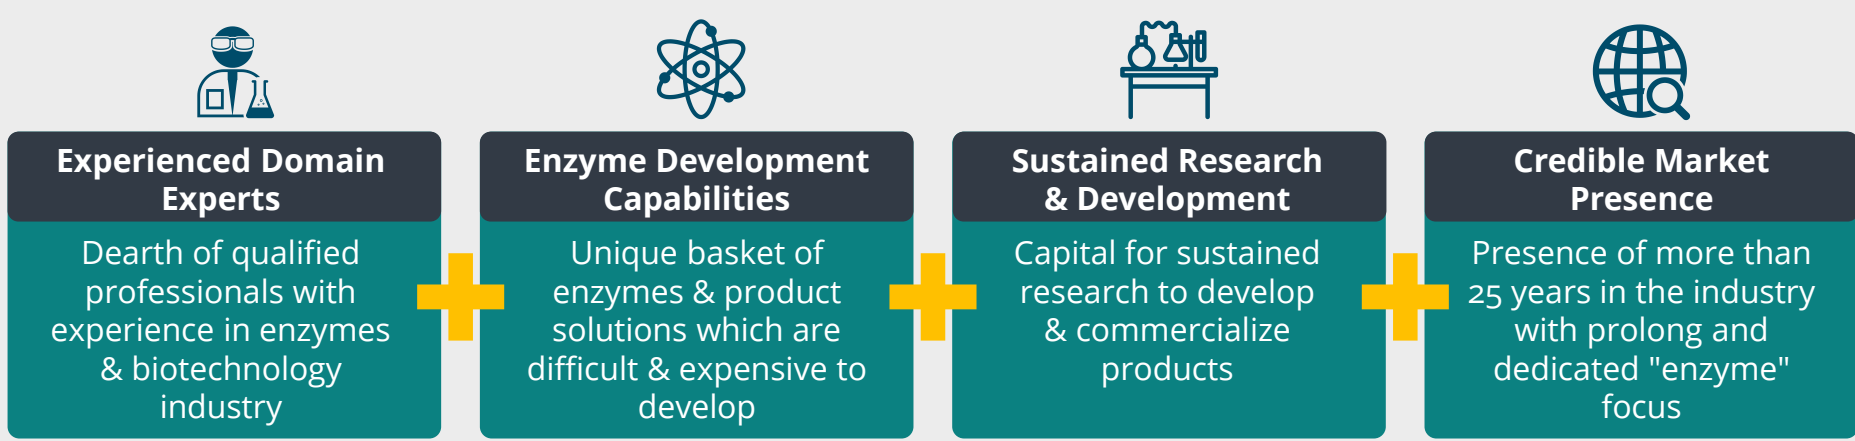 Experienced Domain
Experts
Dearth of qualified
professionals with
experience in enzymes
& biotechnology
industry
Enzyme Development
Capabilities
Unique basket of
enzymes & product
solutions which are
difficult & expensive to
develop
Sustained Research
& Development
Capital for sustained
research to develop
& commercialize
products
Credible Market
Presence
Presence of more than
25 years in the industry
with prolong and
dedicated "enzyme"
focus